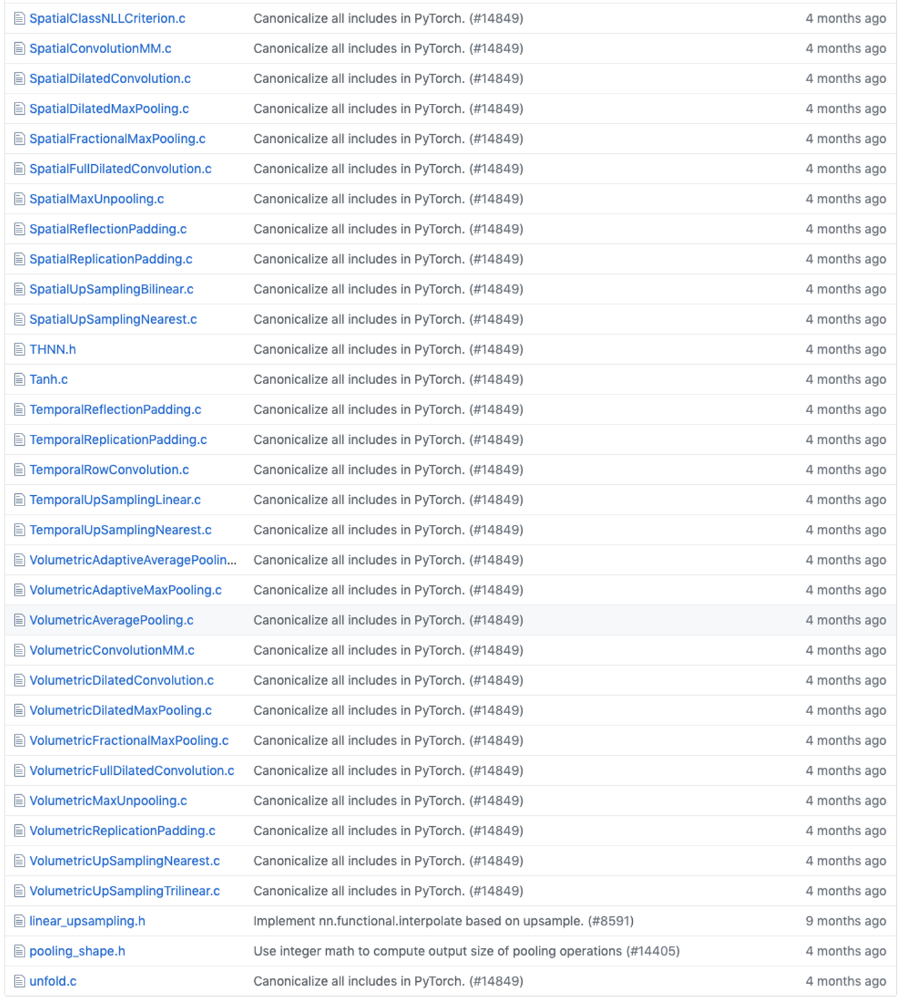 SpatialClassNLLCriterion.c Canonicalize all includes in PyTorch. (#14849) 4 months ago
SpatialConvolutionMM.c Canonicalize all includes in PyTorch. (#14849) 4 months ago
SpatialDilatedConvolution.c Canonicalize all includes in PyTorch. (#14849) 4 months ago
SpatialDilatedMaxPooling.c Canonicalize all includes in PyTorch. (#14849) 4 months ago
SpatialFractionalMaxPooling.c Canonicalize all includes in PyTorch. (#14849) 4 months ago
SpatialFullDilatedConvolution.c Canonicalize all includes in PyTorch. (#14849) 4 months ago
SpatialMaxUnpooling.c Canonicalize all includes in PyTorch. (#14849) 4 months ago
SpatialReflectionPadding.c Canonicalize all includes in PyTorch. (#14849) 4 months ago
SpatialReplicationPadding.c Canonicalize all includes in PyTorch. (#14849) 4 months ago
SpatialUpSamplingBilinear.c Canonicalize all includes in PyTorch. (#14849) 4 months ago
SpatialUpSamplingNearest.c Canonicalize all includes in PyTorch. (#14849) 4 months ago
THNN.h Canonicalize all includes in PyTorch. (#14849) 4 months ago
Tanh.c Canonicalize all includes in PyTorch. (#14849) 4 months ago
TemporalReflectionPadding.c Canonicalize all includes in PyTorch. (#14849) 4 months ago
TemporalReplicationPadding.c Canonicalize all includes in PyTorch. (#14849) 4 months ago
TemporalRowConvolution.c Canonicalize all includes in PyTorch. (#14849) 4 months ago
TemporalUpSamplingLinear.c Canonicalize all includes in PyTorch. (#14849) 4 months ago
TemporalUpSamplingNearest.c Canonicalize all includes in PyTorch. (#14849) 4 months ago
VolumetricAdaptiveAveragePoolin... Canonicalize all includes in PyTorch. (#14849) 4 months ago
VolumetricAdaptiveMaxPooling.c Canonicalize all includes in PyTorch. (#14849) 4 months ago
VolumetricAveragePooling.c Canonicalize all includes in PyTorch. (#14849) 4 months ago
VolumetricConvolutionMM.c Canonicalize all includes in PyTorch. (#14849) 4 months ago
VolumetricDilatedConvolution.c Canonicalize all includes in PyTorch. (#14849) 4 months ago
VolumetricDilatedMaxPooling.c Canonicalize all includes in PyTorch. (#14849) 4 months ago
VolumetricFractionalMaxPooling.c Canonicalize all includes in PyTorch. (#14849) 4 months ago
VolumetricFullDilatedConvolution.c Canonicalize all includes in PyTorch. (#14849) 4 months ago
VolumetricMaxUnpooling.c Canonicalize all includes in PyTorch. (#14849) 4 months ago
VolumetricReplicationPadding.c Canonicalize all includes in PyTorch. (#14849) 4 months ago
VolumetricUpSamplingNearest.c Canonicalize all includes in PyTorch. (#14849) 4 months ago
VolumetricUpSamplingTrilinear.c Canonicalize all includes in PyTorch. (#14849) 4 months ago
linear_upsampling.h Implement nn.functional.interpolate based on upsample. (#8591) 9 months ago
pooling_shape.h Use integer math to compute output size of pooling operations (#14405) 4 months ago
unfold.c Canonicalize all includes in PyTorch. (#14849) 4 months ago